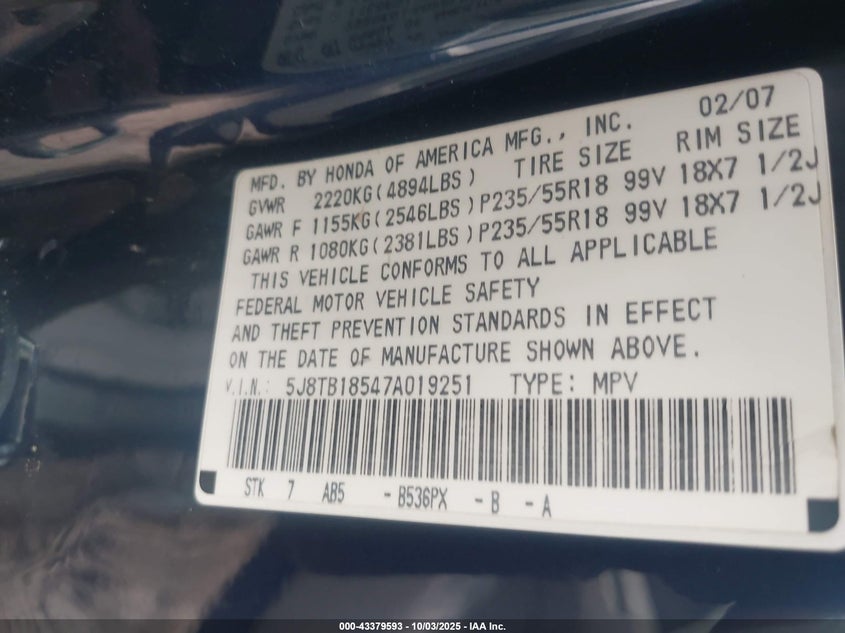 02/07
MFD. BY HONDA OF AMERICA MFG., INC.
GVWR 2220KG(4894LBS) TIRE SIZE RIM SIZE
GAWR F 1155KG(2546LBS)P235/55R18 99V 18X7 1/2J
GAWR R 1080KG(2381LBS)P235/55R18 99V 18X7 1/2J
THIS VEHICLE CONFORMS TO ALL APPLICABLE
FEDERAL MOTOR VEHICLE SAFETY
AND THEFT PREVENTION STANDARDS IN EFFECT
ON THE DATE OF MANUFACTURE SHOWN ABOVE.
V.I.N.: 5J8TB18547A019251 TYPE: MPV
STK 7 AB5 -B536PX -B -A
000-43379593 - 10/03/2025 - IAA Inc.